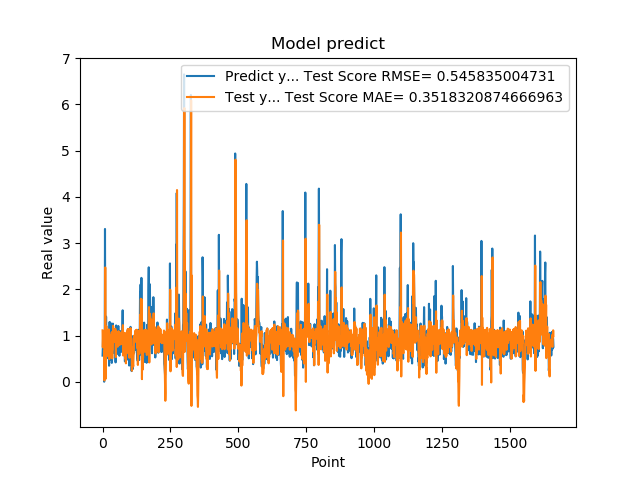 Model predict
Predict y... Test Score RMSE= 0.545835004731
Test y... Test Score MAE= 0.3518320874666963
Real value
7
6
5
4
3
2
1
0
0 250 500 750 1000 1250 1500
Point